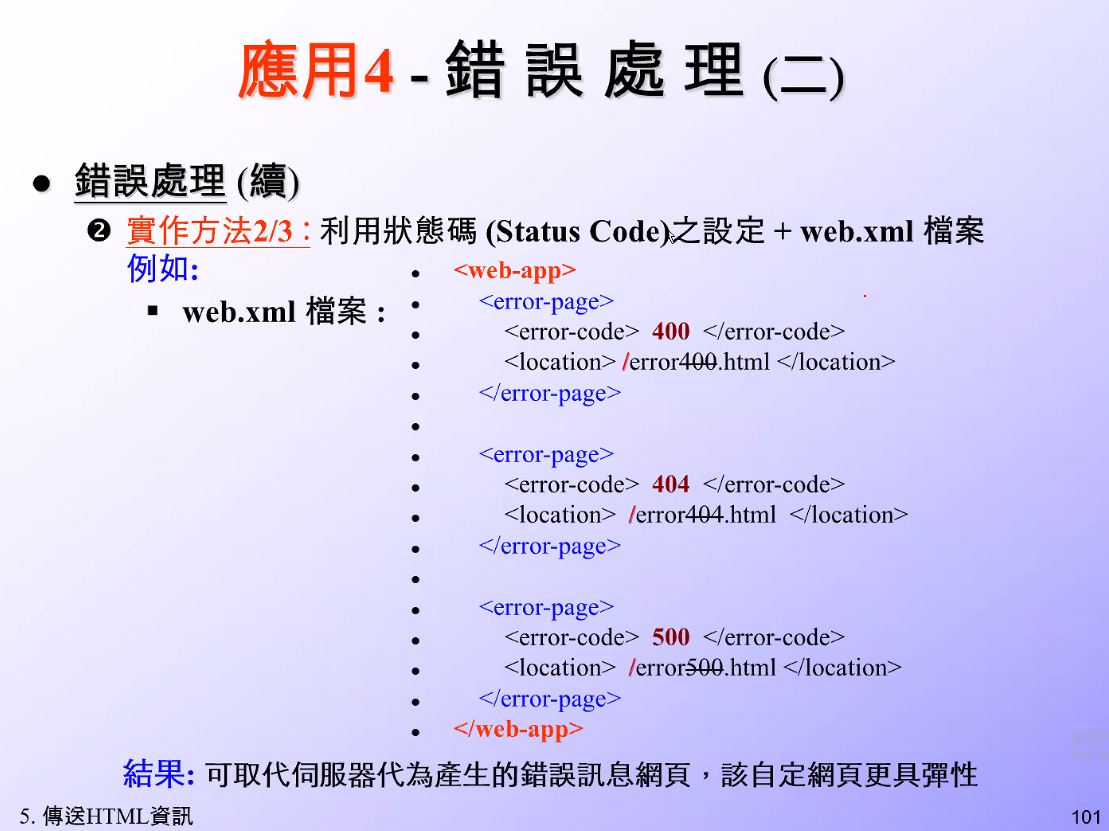 應用4 - 錯 誤 處 理 (二)
● 錯誤處理 (續)
❷ 實作方法2/3 : 利用狀態碼 (Status Code)之設定 + web.xml 檔案
例如:
▪ web.xml 檔案 :
● <web-app>
● <error-page>
● <error-code> 400 </error-code>
● <location> /error400.html </location>
● </error-page>
●
● <error-page>
● <error-code> 404 </error-code>
● <location> /error404.html </location>
● </error-page>
●
● <error-page>
● <error-code> 500 </error-code>
● <location> /error500.html </location>
● </error-page>
● </web-app>
結果: 可取代伺服器代為產生的錯誤訊息網頁，該自定網頁更具彈性
5. 傳送HTML資訊
101